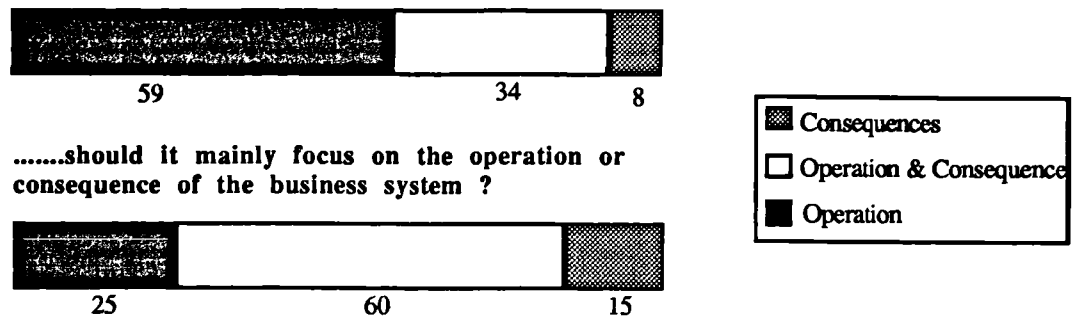 59 34 8
.......should it mainly focus on the operation or
consequence of the business system ?
25 60 15
Consequences
Operation & Consequence
Operation